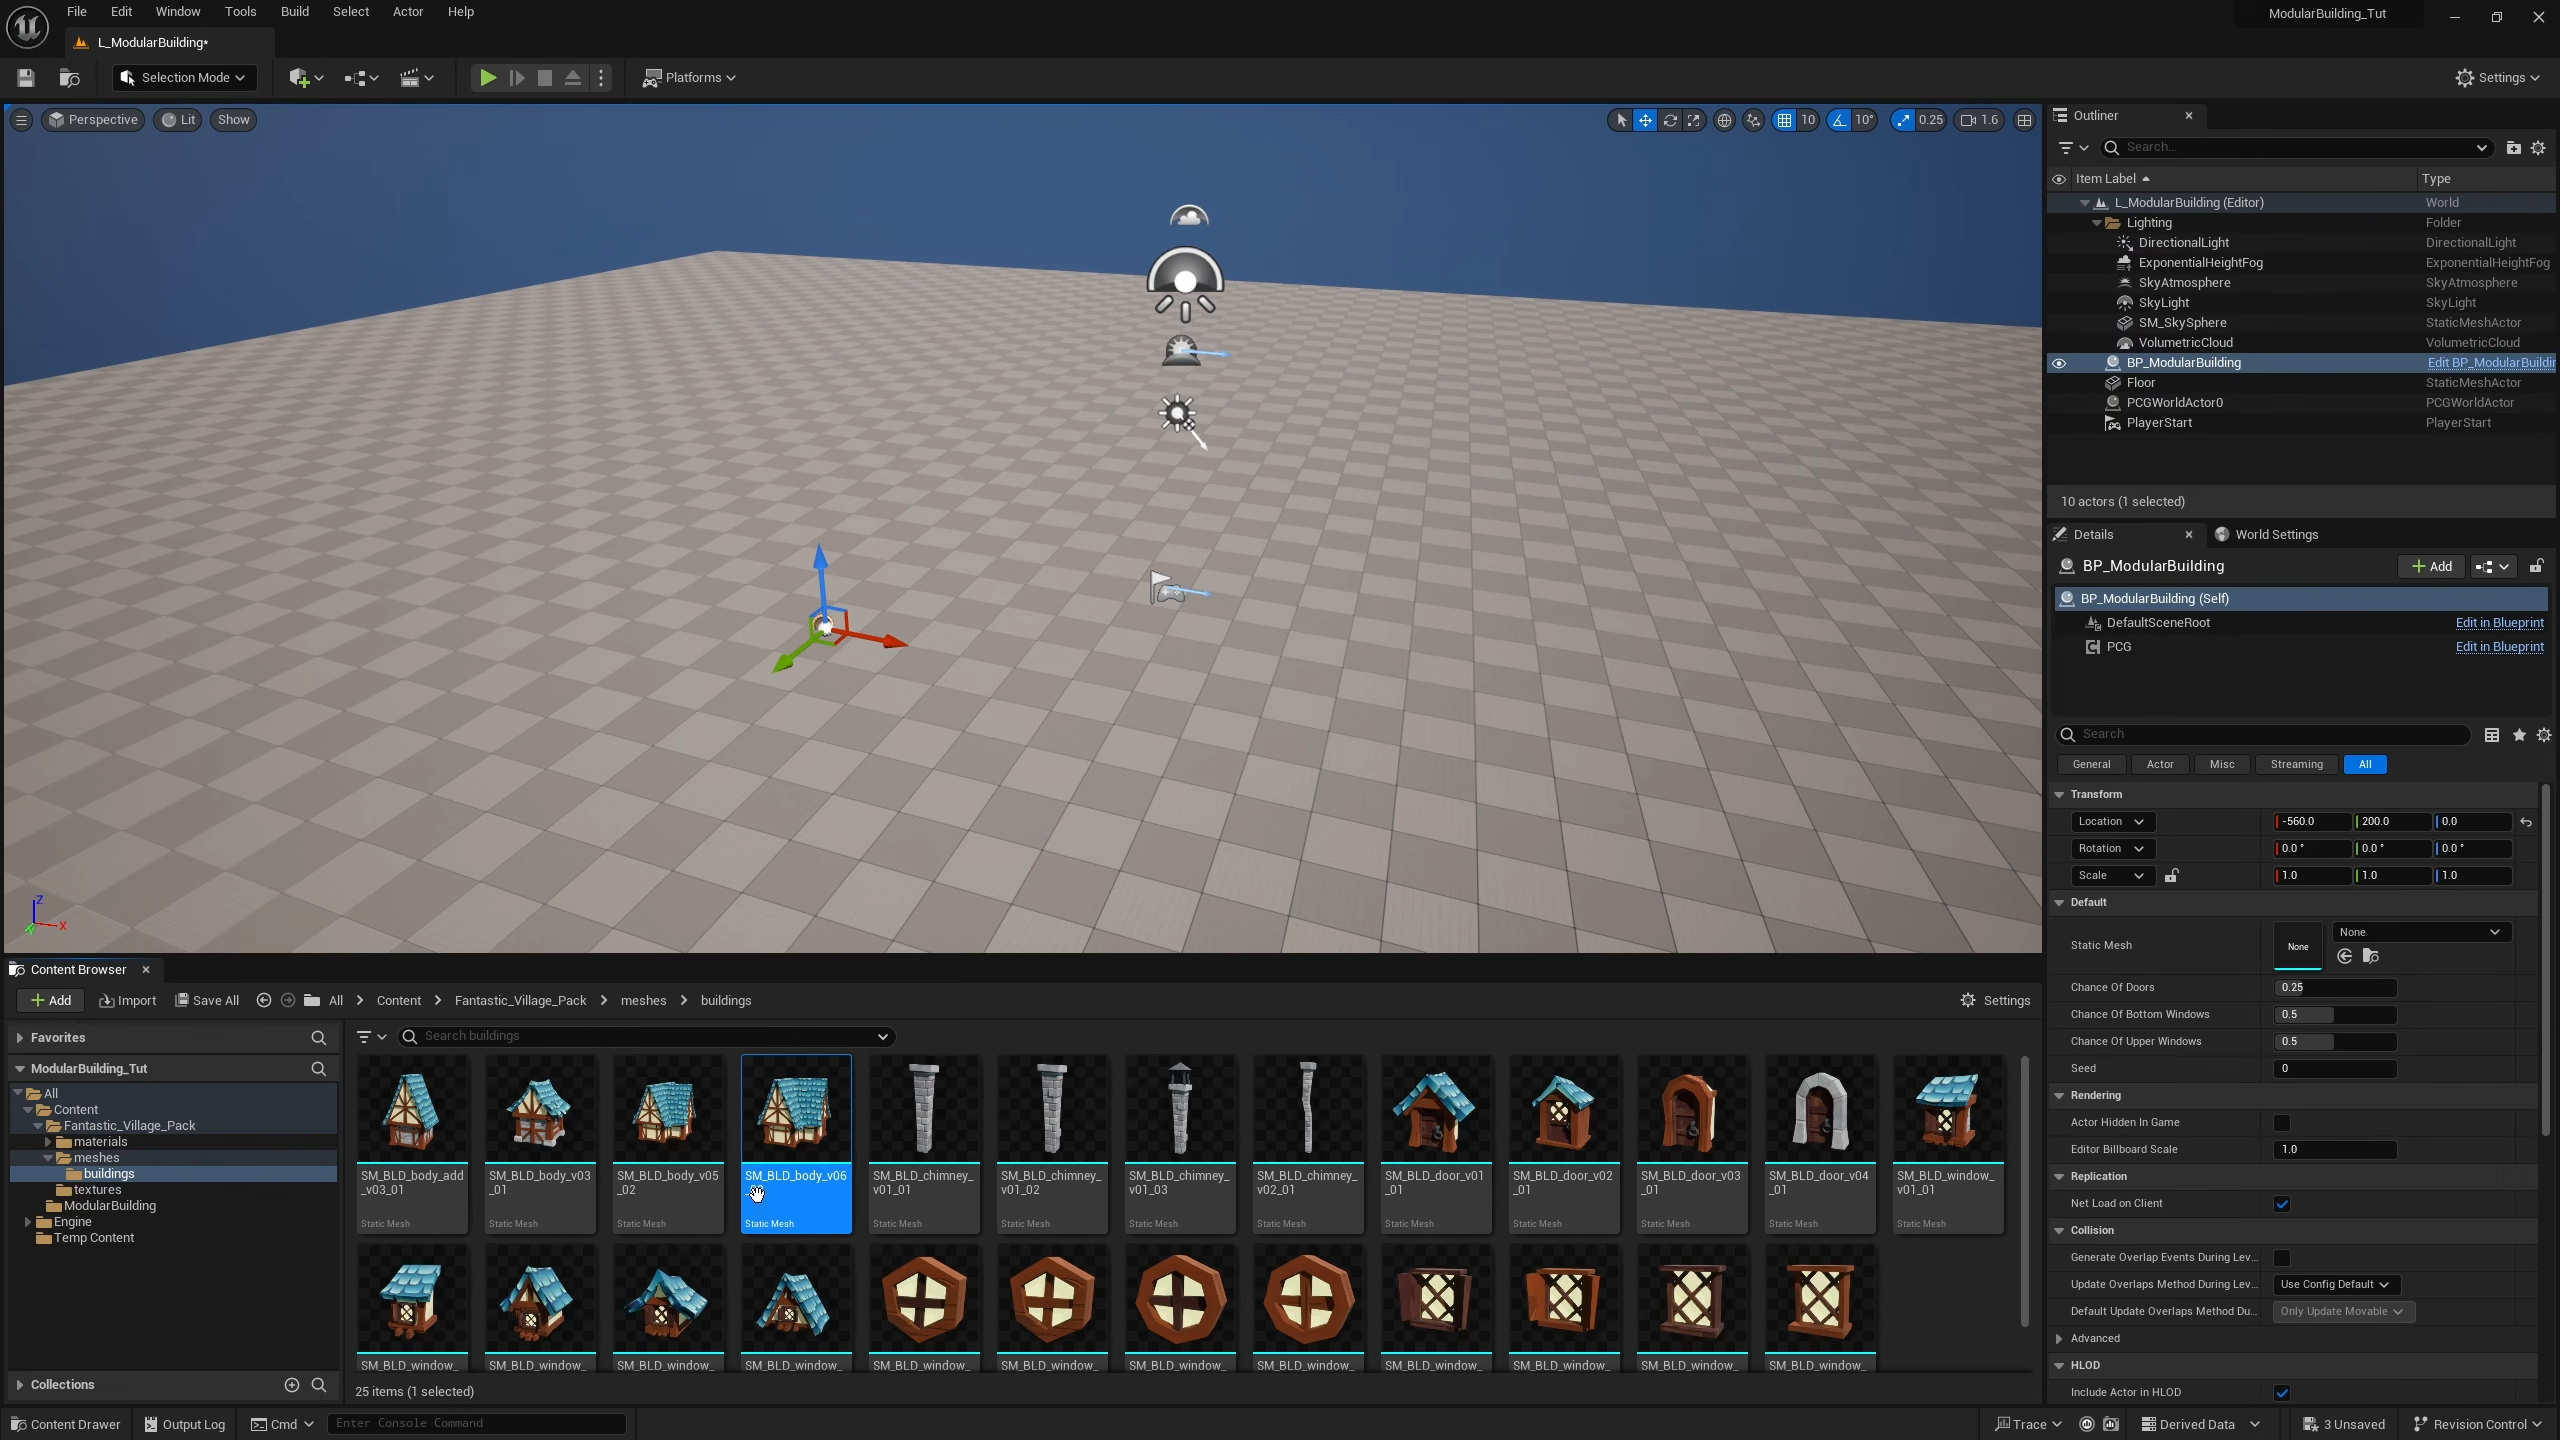 File Edit Window Tools Build Select Actor Help
ModularBuilding_Tut
L_ModularBuilding*
Selection Mode
Platforms
Settings
Perspective Lit Show
10 10° 0.25 1.6
Outliner
Search...
Item Label Type
L_ModularBuilding (Editor) World
Lighting Folder
DirectionalLight DirectionalLight
ExponentialHeightFog ExponentialHeightFog
SkyAtmosphere SkyAtmosphere
SkyLight SkyLight
SM_SkySphere StaticMeshActor
VolumetricCloud VolumetricCloud
BP_ModularBuilding Edit BP_ModularBuildin
Floor StaticMeshActor
PCGWorldActor0 PCGWorldActor
PlayerStart PlayerStart
10 actors (1 selected)
Details World Settings
BP_ModularBuilding Add
BP_ModularBuilding (Self)
DefaultSceneRoot Edit in Blueprint
PCG Edit in Blueprint
Search
General Actor Misc Streaming All
Transform
Location -560.0 200.0 0.0
Rotation 0.0 ° 0.0 ° 0.0 °
Scale 1.0 1.0 1.0
Default
Static Mesh None None
Chance Of Doors 0.25
Chance Of Bottom Windows 0.5
Chance Of Upper Windows 0.5
Seed 0
Rendering
Actor Hidden In Game
Editor Billboard Scale 1.0
Replication
Net Load on Client
Collision
Generate Overlap Events During Lev...
Update Overlaps Method During Lev... Use Config Default
Default Update Overlaps Method Du... Only Update Movable
Advanced
HLOD
Include Actor in HLOD
Z
X
Y
Content Browser
Add Import Save All All Content Fantastic_Village_Pack meshes buildings Settings
Favorites
Search buildings
ModularBuilding_Tut
All
Content
Fantastic_Village_Pack
materials
meshes
buildings
textures
ModularBuilding
Engine
Temp Content
Collections
SM_BLD_body_add SM_BLD_body_v03 SM_BLD_body_v05 SM_BLD_body_v06 SM_BLD_chimney_ SM_BLD_chimney_ SM_BLD_chimney_ SM_BLD_chimney_ SM_BLD_door_v01 SM_BLD_door_v02 SM_BLD_door_v03 SM_BLD_door_v04 SM_BLD_window_
_v03_01 _01 _02 v01_01 v01_02 v01_03 v02_01 _01 _01 _01 _01 v01_01
Static Mesh Static Mesh Static Mesh Static Mesh Static Mesh Static Mesh Static Mesh Static Mesh Static Mesh Static Mesh Static Mesh Static Mesh Static Mesh
SM_BLD_window_ SM_BLD_window_ SM_BLD_window_ SM_BLD_window_ SM_BLD_window_ SM_BLD_window_ SM_BLD_window_ SM_BLD_window_ SM_BLD_window_ SM_BLD_window_ SM_BLD_window_ SM_BLD_window_
25 items (1 selected)
Content Drawer Output Log Cmd Enter Console Command Trace Derived Data 3 Unsaved Revision Control